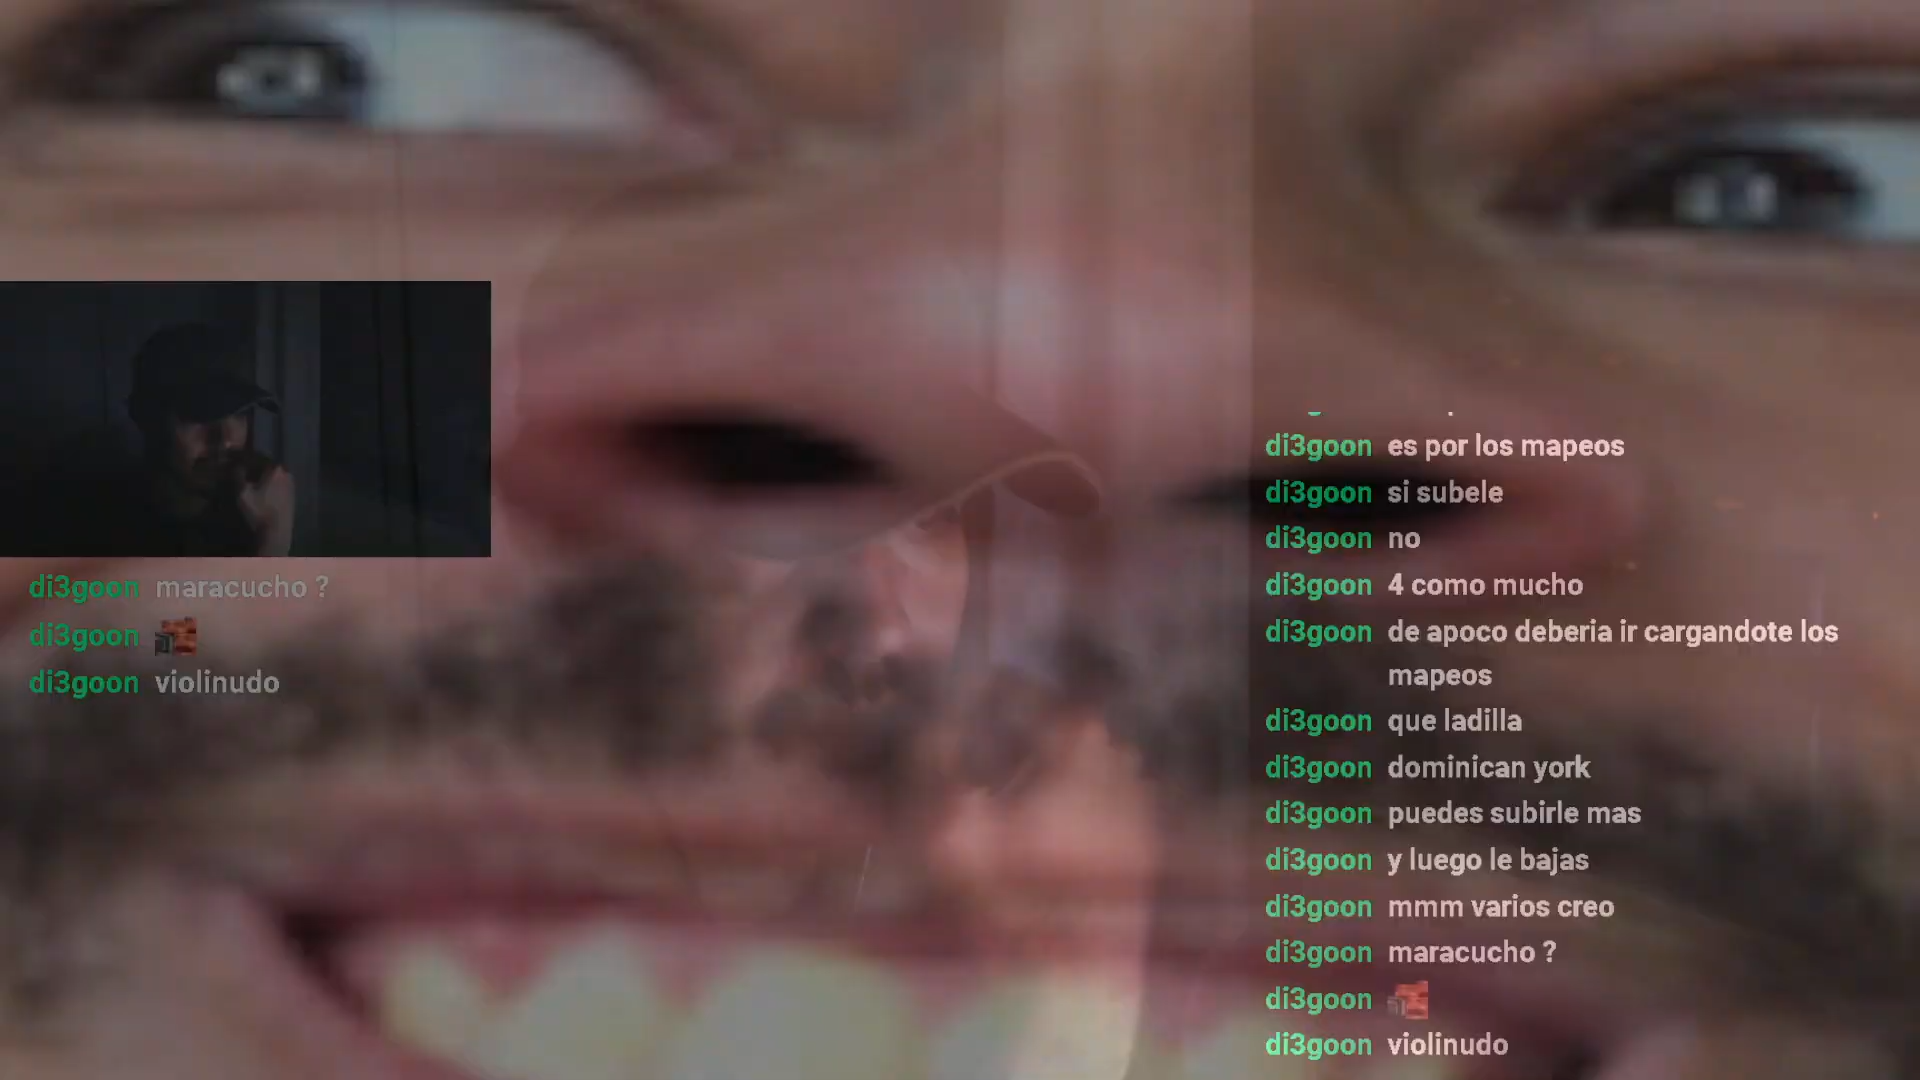 di3goon maracucho ?
di3goon
di3goon violinudo
di3goon es por los mapeos
di3goon si subele
di3goon no
di3goon 4 como mucho
di3goon de apoco deberia ir cargandote los
mapeos
di3goon que ladilla
di3goon dominican york
di3goon puedes subirle mas
di3goon y luego le bajas
di3goon mmm varios creo
di3goon maracucho ?
di3goon
di3goon violinudo